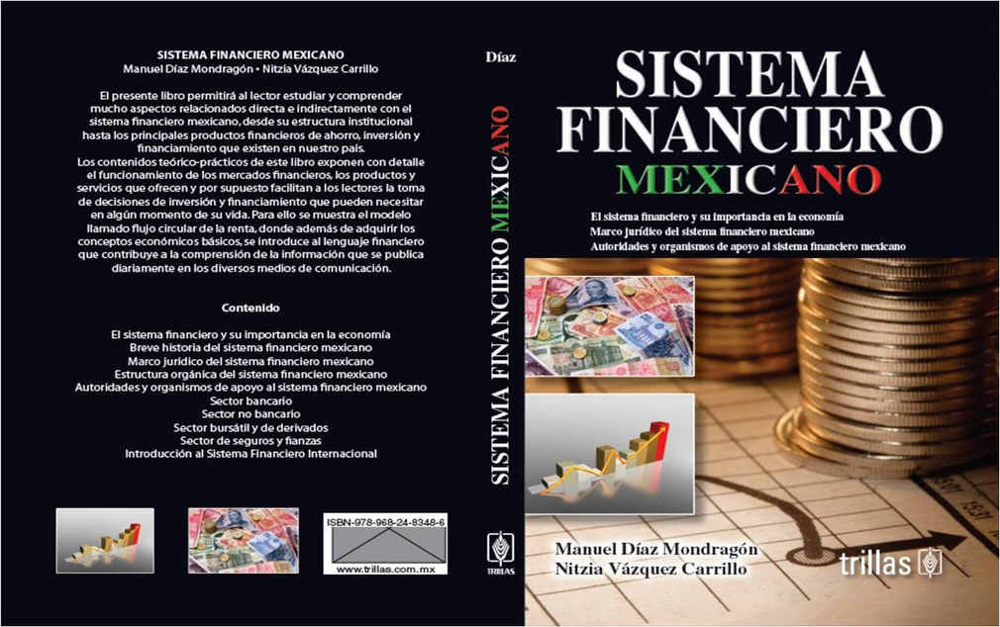 SISTEMA FINANCIERO MEXICANO
Manuel Díaz Mondragón • Nitzia Vázquez Carrillo
El presente libro permitirá al lector estudiar y comprender
mucho aspectos relacionados directa e indirectamente con el
sistema financiero mexicano, desde su estructura institucional
hasta los principales productos financieros de ahorro, inversión y
financiamiento que existen en nuestro país.
Los contenidos teórico-prácticos de este libro exponen con detalle
el funcionamiento de los mercados financieros, los productos y
servicios que ofrecen y por supuesto facilitan a los lectores la toma
de decisiones de inversión y financiamiento que pueden necesitar
en algún momento de su vida. Para ello se muestra el modelo
llamado flujo circular de la renta, donde además de adquirir los
conceptos económicos básicos, se introduce al lenguaje financiero
que contribuye a la comprensión de la información que se publica
diariamente en los diversos medios de comunicación.
Contenido
El sistema financiero y su importancia en la economía
Breve historia del sistema financiero mexicano
Marco jurídico del sistema financiero mexicano
Estructura orgánica del sistema financiero mexicano
Autoridades y organismos de apoyo al sistema financiero mexicano
Sector bancario
Sector no bancario
Sector bursátil y de derivados
Sector de seguros y fianzas
Introducción al Sistema Financiero Internacional
ISBN-978-968-24-8348-6
www.trillas.com.mx
Díaz
SISTEMA FINANCIERO MEXICANO
TRILLAS
SISTEMA
FINANCIERO
MEXICANO
El sistema financiero y su importancia en la economía
Marco jurídico del sistema financiero mexicano
Autoridades y organismos de apoyo al sistema financiero mexicano
15:01
15:31
Manuel Díaz Mondragón
Nitzia Vázquez Carrillo
trillas